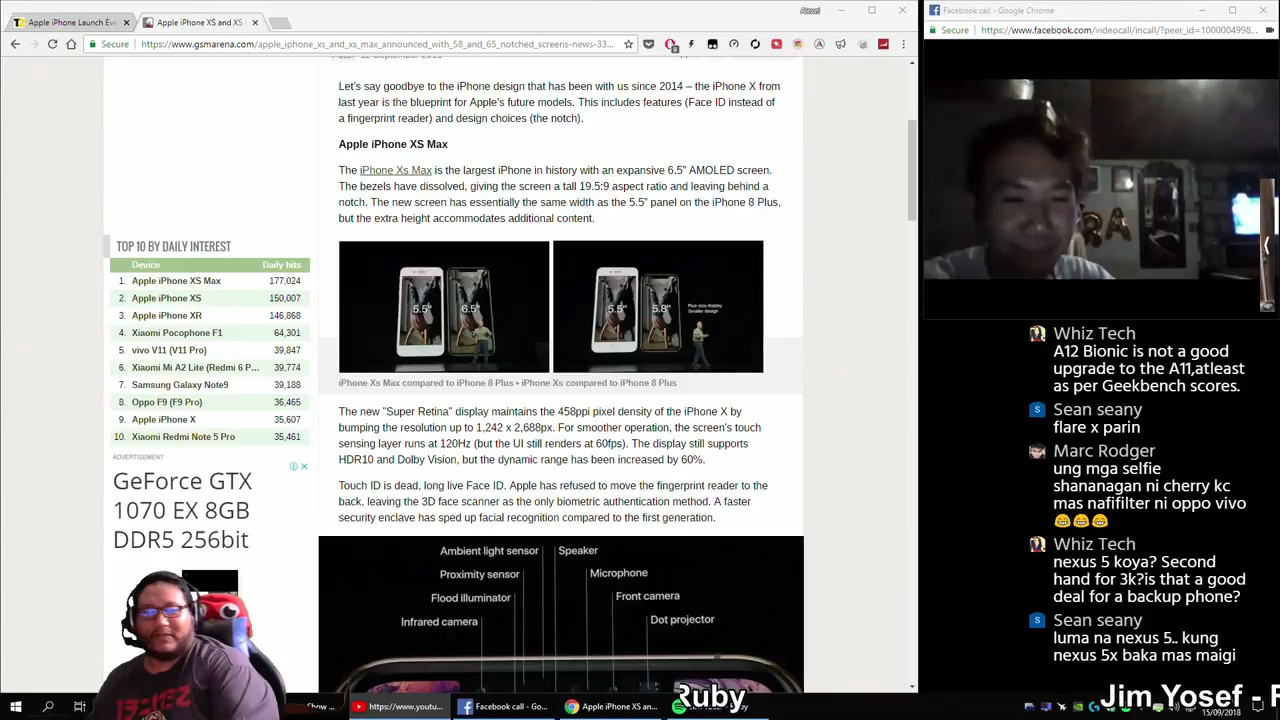 Apple iPhone Launch Eve
Apple iPhone XS and XS
Alexei
Secure
https://www.gsmarena.com/apple_iphone_xs_and_xs_max_announced_with_58_and_65_notched_screens-news-33...
Let's say goodbye to the iPhone design that has been with us since 2014 – the iPhone X from
last year is the blueprint for Apple's future models. This includes features (Face ID instead of
a fingerprint reader) and design choices (the notch).
Apple iPhone XS Max
The iPhone Xs Max is the largest iPhone in history with an expansive 6.5" AMOLED screen.
The bezels have dissolved, giving the screen a tall 19.5:9 aspect ratio and leaving behind a
notch. The new screen has essentially the same width as the 5.5" panel on the iPhone 8 Plus,
but the extra height accommodates additional content.
5.5"
6.5"
5.5"
5.8"
Plus-size display
Smaller design
iPhone Xs Max compared to iPhone 8 Plus • iPhone Xs compared to iPhone 8 Plus
The new "Super Retina" display maintains the 458ppi pixel density of the iPhone X by
bumping the resolution up to 1,242 x 2,688px. For smoother operation, the screen's touch
sensing layer runs at 120Hz (but the UI still renders at 60fps). The display still supports
HDR10 and Dolby Vision, but the dynamic range has been increased by 60%.
Touch ID is dead, long live Face ID. Apple has refused to move the fingerprint reader to the
back, leaving the 3D face scanner as the only biometric authentication method. A faster
security enclave has sped up facial recognition compared to the first generation.
Ambient light sensor
Speaker
Proximity sensor
Microphone
Flood illuminator
Front camera
Infrared camera
Dot projector
TOP 10 BY DAILY INTEREST
Device Daily hits
1. Apple iPhone XS Max 177,024
2. Apple iPhone XS 150,007
3. Apple iPhone XR 146,868
4. Xiaomi Pocophone F1 64,301
5. vivo V11 (V11 Pro) 39,847
6. Xiaomi Mi A2 Lite (Redmi 6 P... 39,774
7. Samsung Galaxy Note9 39,188
8. Oppo F9 (F9 Pro) 36,465
9. Apple iPhone X 35,607
10. Xiaomi Redmi Note 5 Pro 35,461
ADVERTISEMENT
GeForce GTX
1070 EX 8GB
DDR5 256bit
Facebook call - Google Chrome
Secure
https://www.facebook.com/videocall/incall/?peer_id=1000004998...
Whiz Tech
A12 Bionic is not a good
upgrade to the A11,atleast
as per Geekbench scores.
Sean seany
flare x parin
Marc Rodger
ung mga selfie
shananagan ni cherry kc
mas nafifilter ni oppo vivo
😁😁😁
Whiz Tech
nexus 5 koya? Second
hand for 3k?is that a good
deal for a backup phone?
Sean seany
luma na nexus 5.. kung
nexus 5x baka mas maigi
Show ...
https://www.youtu...
Facebook call - Go...
Apple iPhone XS an...
Ruby
Jim Yosef -
15/09/2018